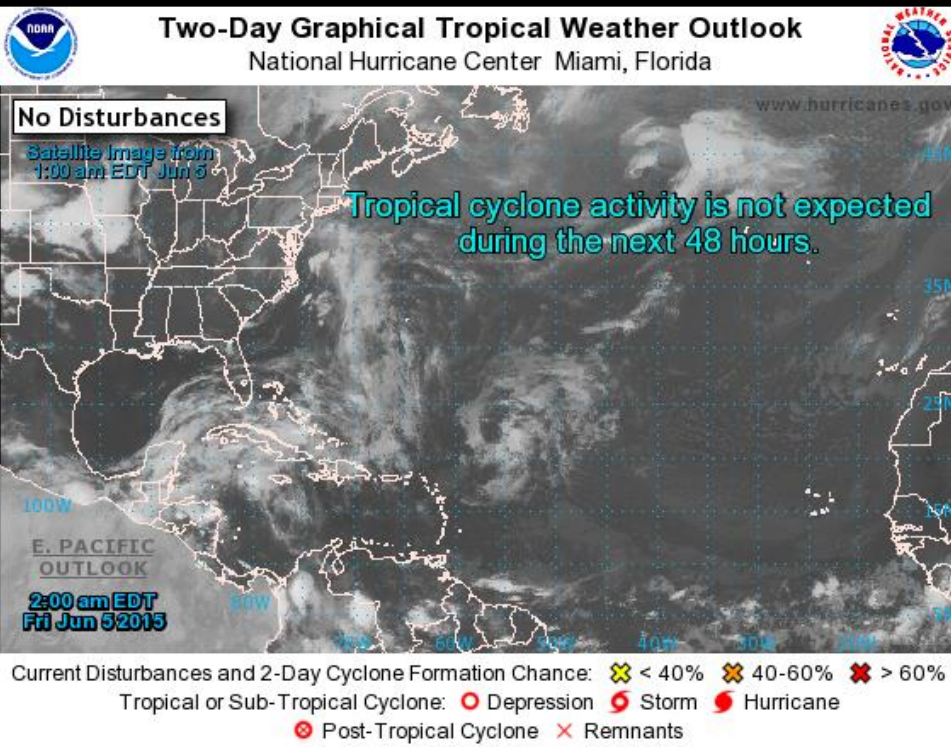 Two-Day Graphical Tropical Weather Outlook
National Hurricane Center Miami, Florida
NOAA
www.hurricanes.gov
No Disturbances
Satellite Image from
1:00 am EDT Jun 5
Tropical cyclone activity is not expected
during the next 48 hours.
35N
25N
100W
15N
E. PACIFIC
OUTLOOK
2:00 am EDT
Fri Jun 5 2015
80W
60W
50W
40W
30W
Current Disturbances and 2-Day Cyclone Formation Chance: < 40% 40-60% > 60%
Tropical or Sub-Tropical Cyclone: Depression Storm Hurricane
Post-Tropical Cyclone Remnants